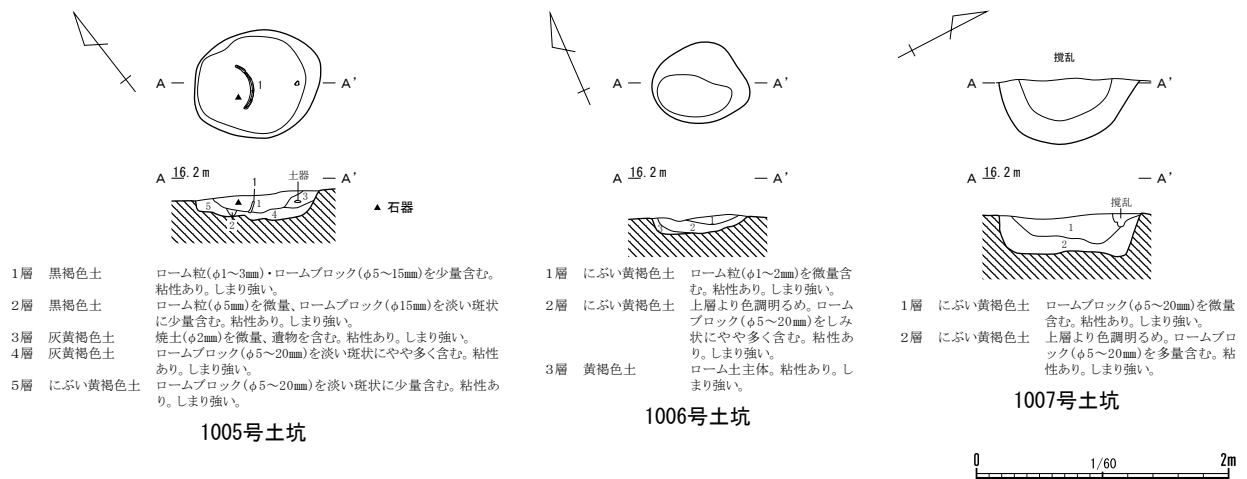 A
A'
1
A 16.2m
A'
1
土器
1
2
3
4
5
▲ 石器
1層 黒褐色土 ローム粒(φ1～3㎜)・ロームブロック(φ5～15㎜)を少量含む。
粘性あり。しまり強い。
2層 黒褐色土 ローム粒(φ5㎜)を微量、ロームブロック(φ15㎜)を淡い斑状
に少量含む。粘性あり。しまり強い。
3層 灰黄褐色土 焼土(φ2㎜)を微量、遺物を含む。粘性あり。しまり強い。
4層 灰黄褐色土 ロームブロック(φ5～20㎜)を淡い斑状にやや多く含む。粘性
あり。しまり強い。
5層 にぶい黄褐色土 ロームブロック(φ5～20㎜)を淡い斑状に少量含む。粘性あ
り。しまり強い。
1005号土坑
A
A'
A 16.2m
A'
1
2
3
1層 にぶい黄褐色土 ローム粒(φ1～2㎜)を微量含
む。粘性あり。しまり強い。
2層 にぶい黄褐色土 上層より色調明るめ。ローム
ブロック(φ5～20㎜)をしみ
状にやや多く含む。粘性あ
り。しまり強い。
3層 黄褐色土 ローム土主体。粘性あり。し
まり強い。
1006号土坑
撹乱
A
A'
A 16.2m
A'
撹乱
1
2
1層 にぶい黄褐色土 ロームブロック(φ5～20㎜)を微量
含む。粘性あり。しまり強い。
2層 にぶい黄褐色土 上層より色調明るめ。ロームブロ
ック(φ5～20㎜)を多量含む。粘
性あり。しまり強い。
1007号土坑
0 1/60 2m